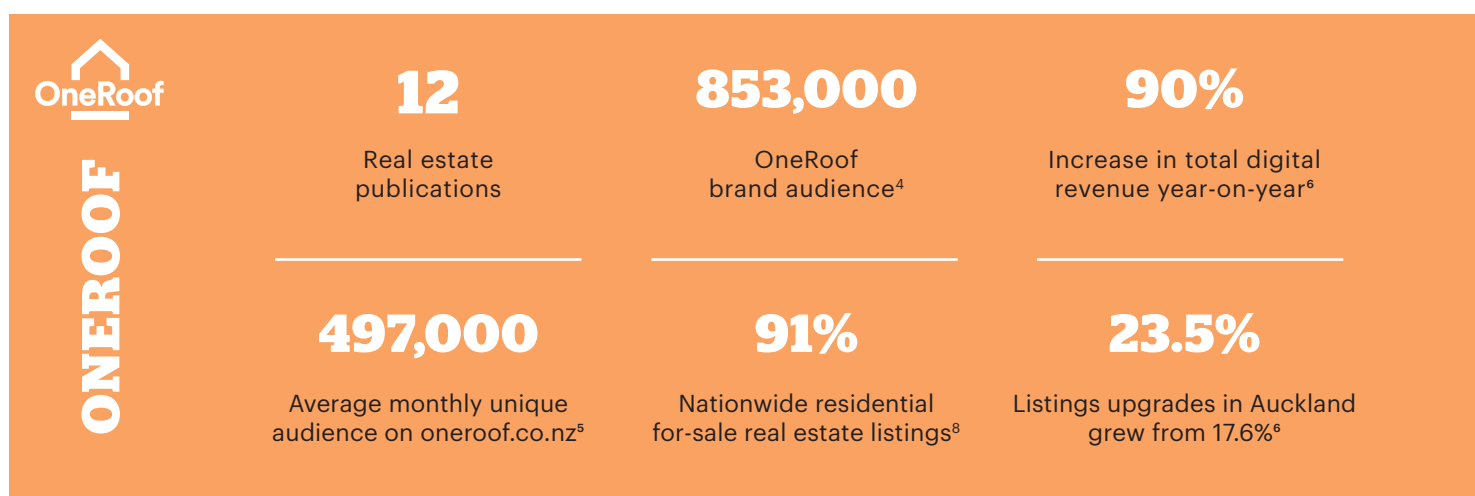 OneRoof
ONEROOF
12
Real estate
publications
853,000
OneRoof
brand audience⁴
90%
Increase in total digital
revenue year-on-year⁶
497,000
Average monthly unique
audience on oneroof.co.nz⁵
91%
Nationwide residential
for-sale real estate listings⁸
23.5%
Listings upgrades in Auckland
grew from 17.6%⁶